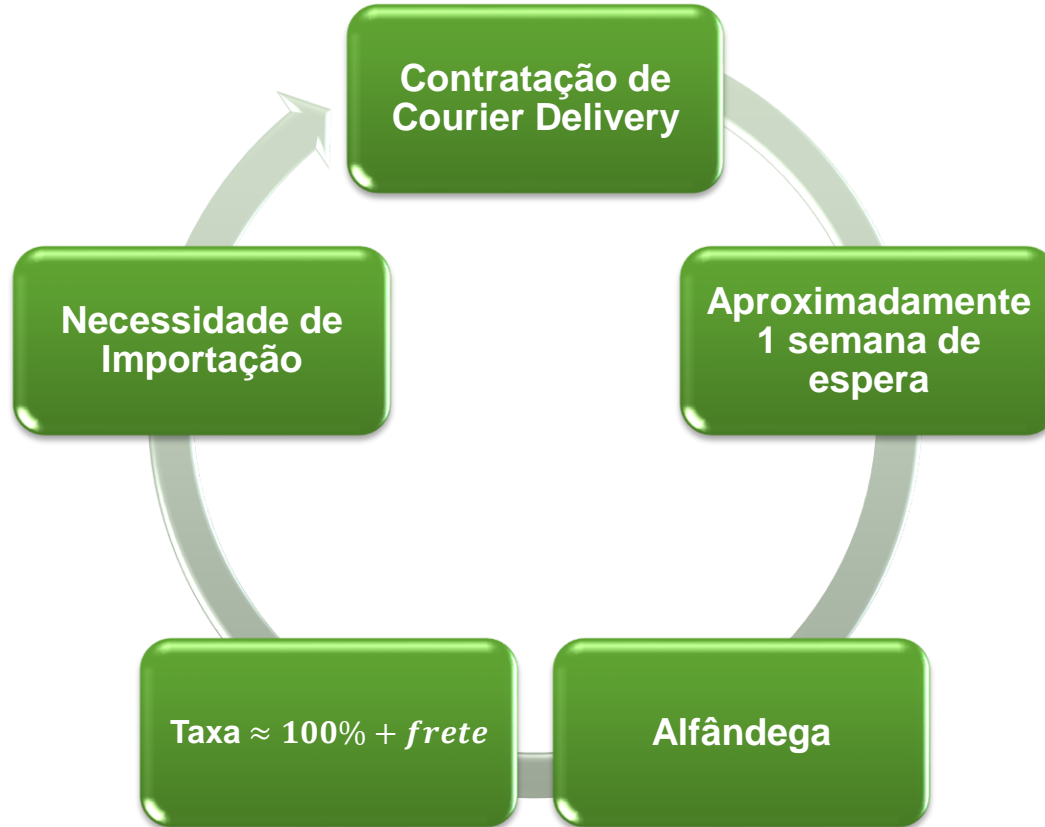 Contratação de
Courier Delivery
Aproximadamente
1 semana de
espera
Alfândega
Taxa ≈ 100% + frete
Necessidade de
Importação